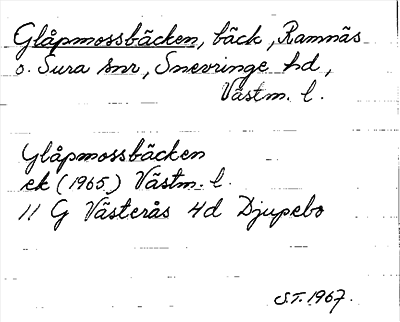 Glåpmossbäcken, bäck, Ramnäs
o. Sura snr, Snevringe hd,
Västm. l.
Glåpmossbäcken
ek (1965) Västm. l.
11 G Västerås 4d Djupebo
S.T. 1967.